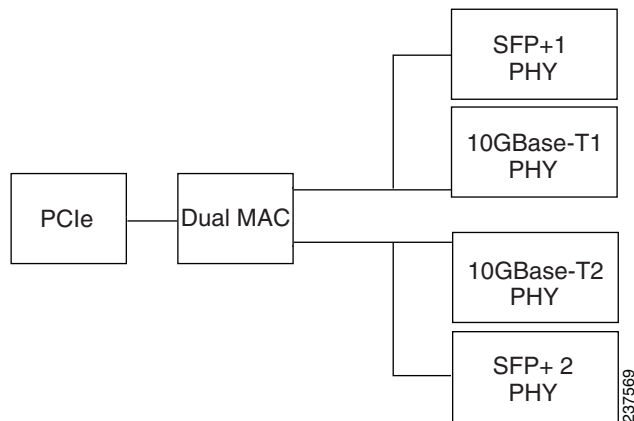 SFP+1
PHY
10GBase-T1
PHY
PCIe
Dual MAC
10GBase-T2
PHY
SFP+ 2
PHY
237569